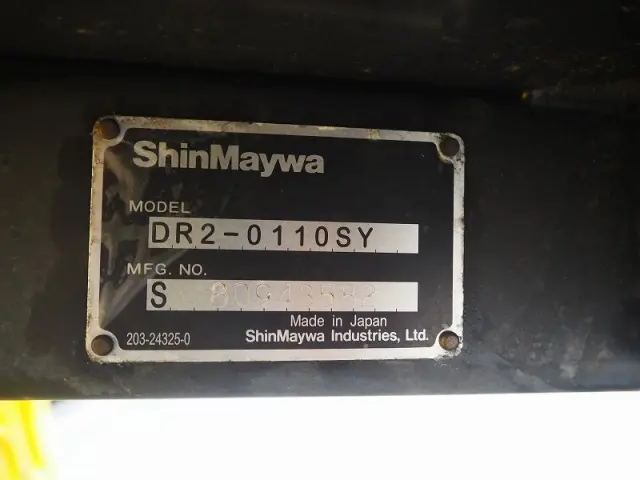 ShinMaywa
MODEL
DR2-0110SY
MFG. NO.
S
Made in Japan
203-24325-0
ShinMaywa Industries, Ltd.